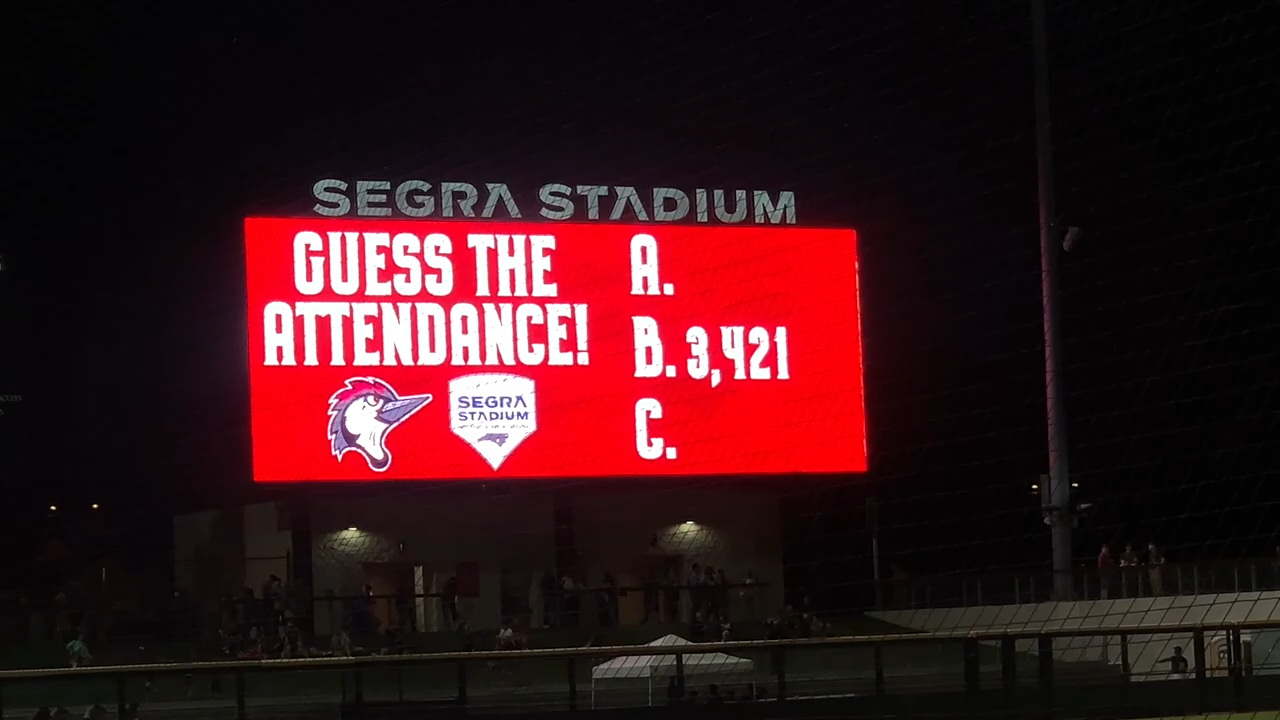 SEGRA STADIUM
GUESS THE
ATTENDANCE!
A.
B. 3,421
C.
SEGRA
STADIUM